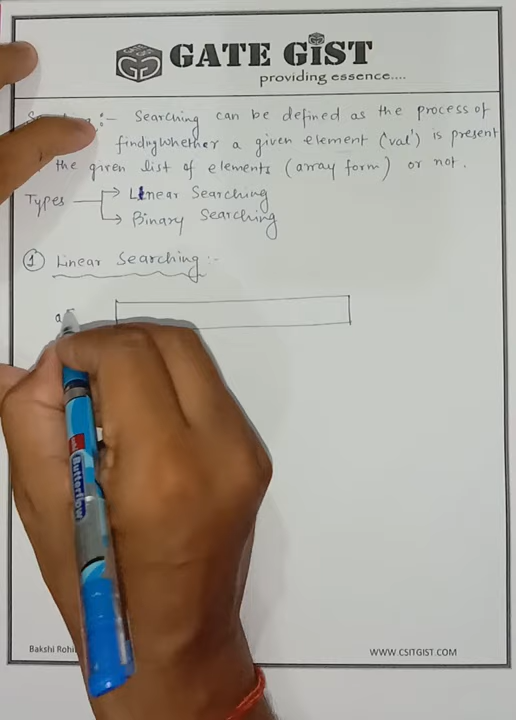 GATE GIST
providing essence....
Searching can be defined as the process of
findingwhether a given element ('val') is present
the given list of elements (array form) or not.
Types Linear Searching
Binary Searching
① Linear Searching :-
a
Butterflow
Bakshi Rohi
WWW.CSITGIST.COM